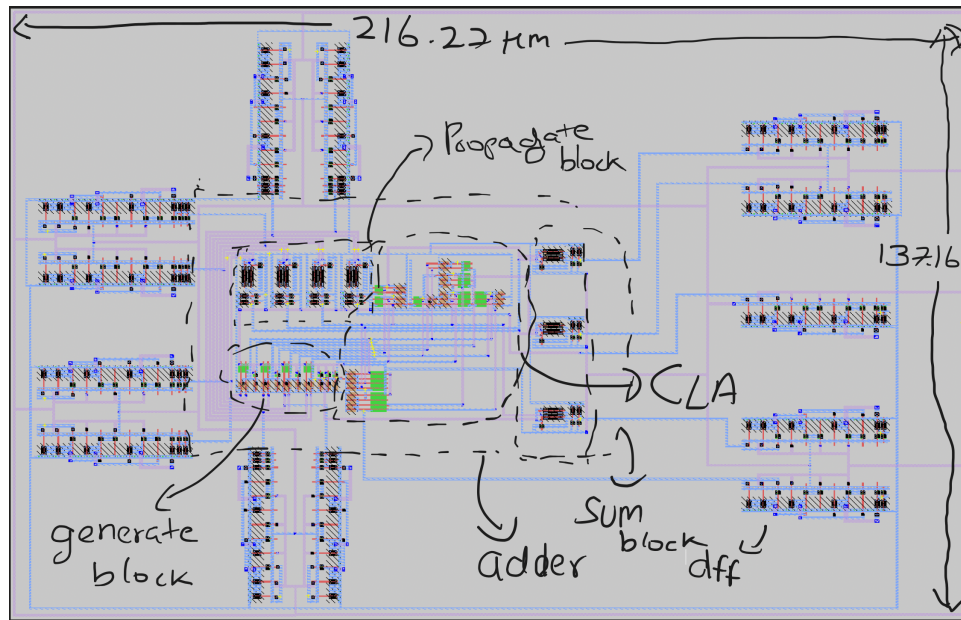 216.22 μm
Propagate
block
137.16
CLA
generate
block
adder
Sum
block
dff